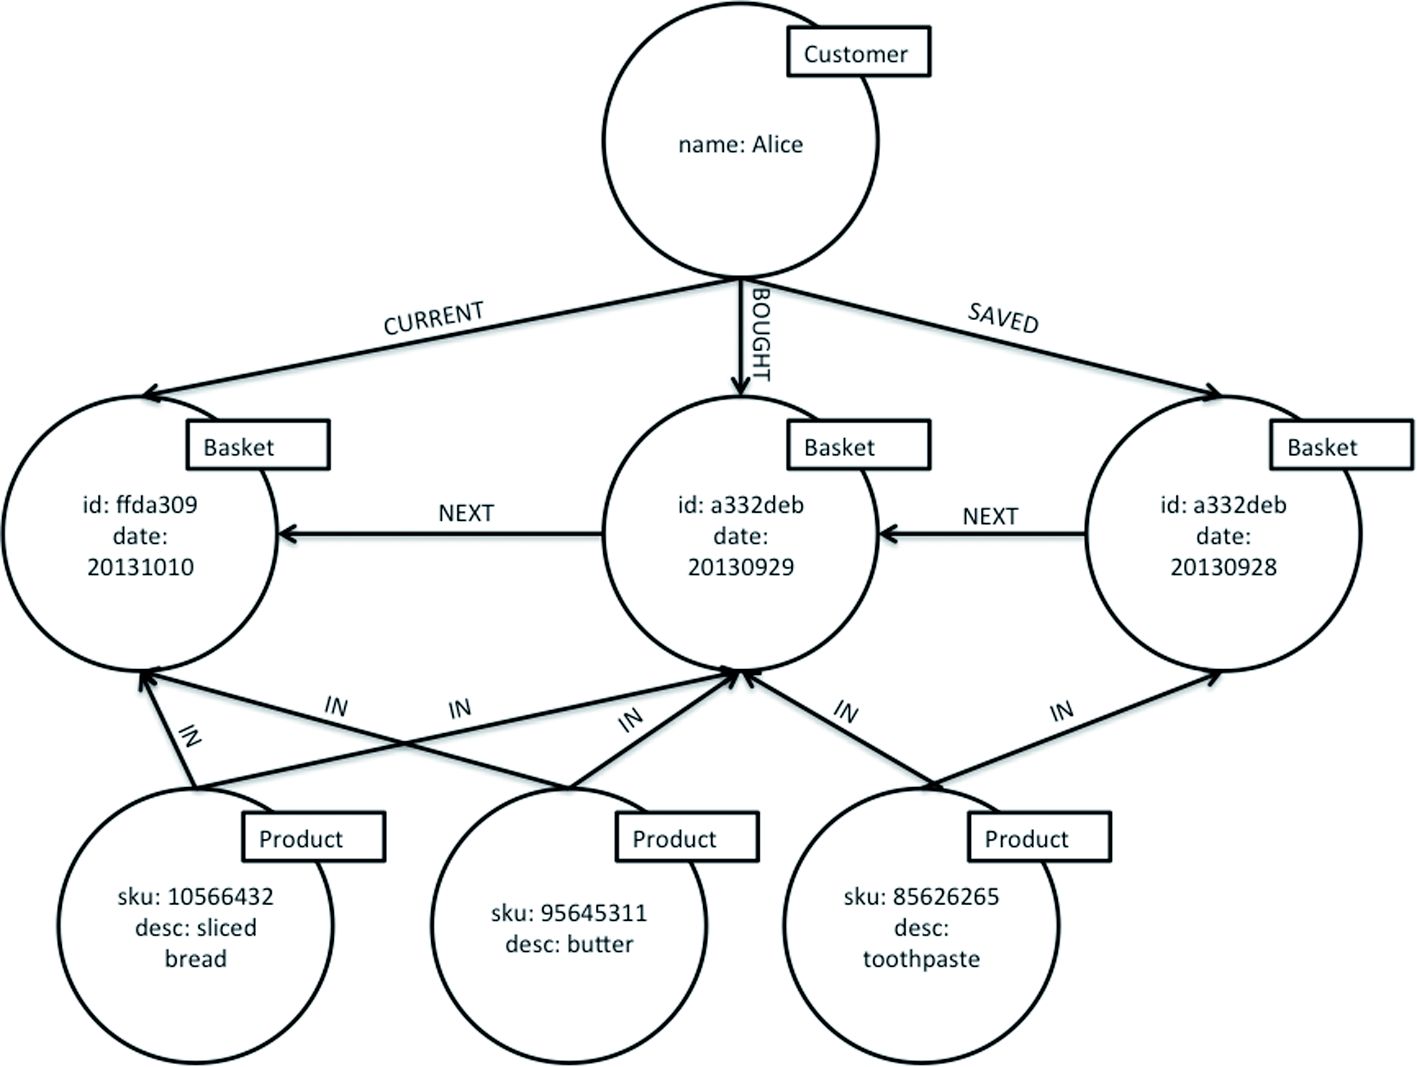 Customer
name: Alice
CURRENT
BOUGHT
SAVED
Basket
id: ffda309
date:
20131010
NEXT
Basket
id: a332deb
date:
20130929
NEXT
Basket
id: a332deb
date:
20130928
IN
IN
IN
IN
IN
IN
Product
sku: 10566432
desc: sliced
bread
Product
sku: 95645311
desc: butter
Product
sku: 85626265
desc:
toothpaste